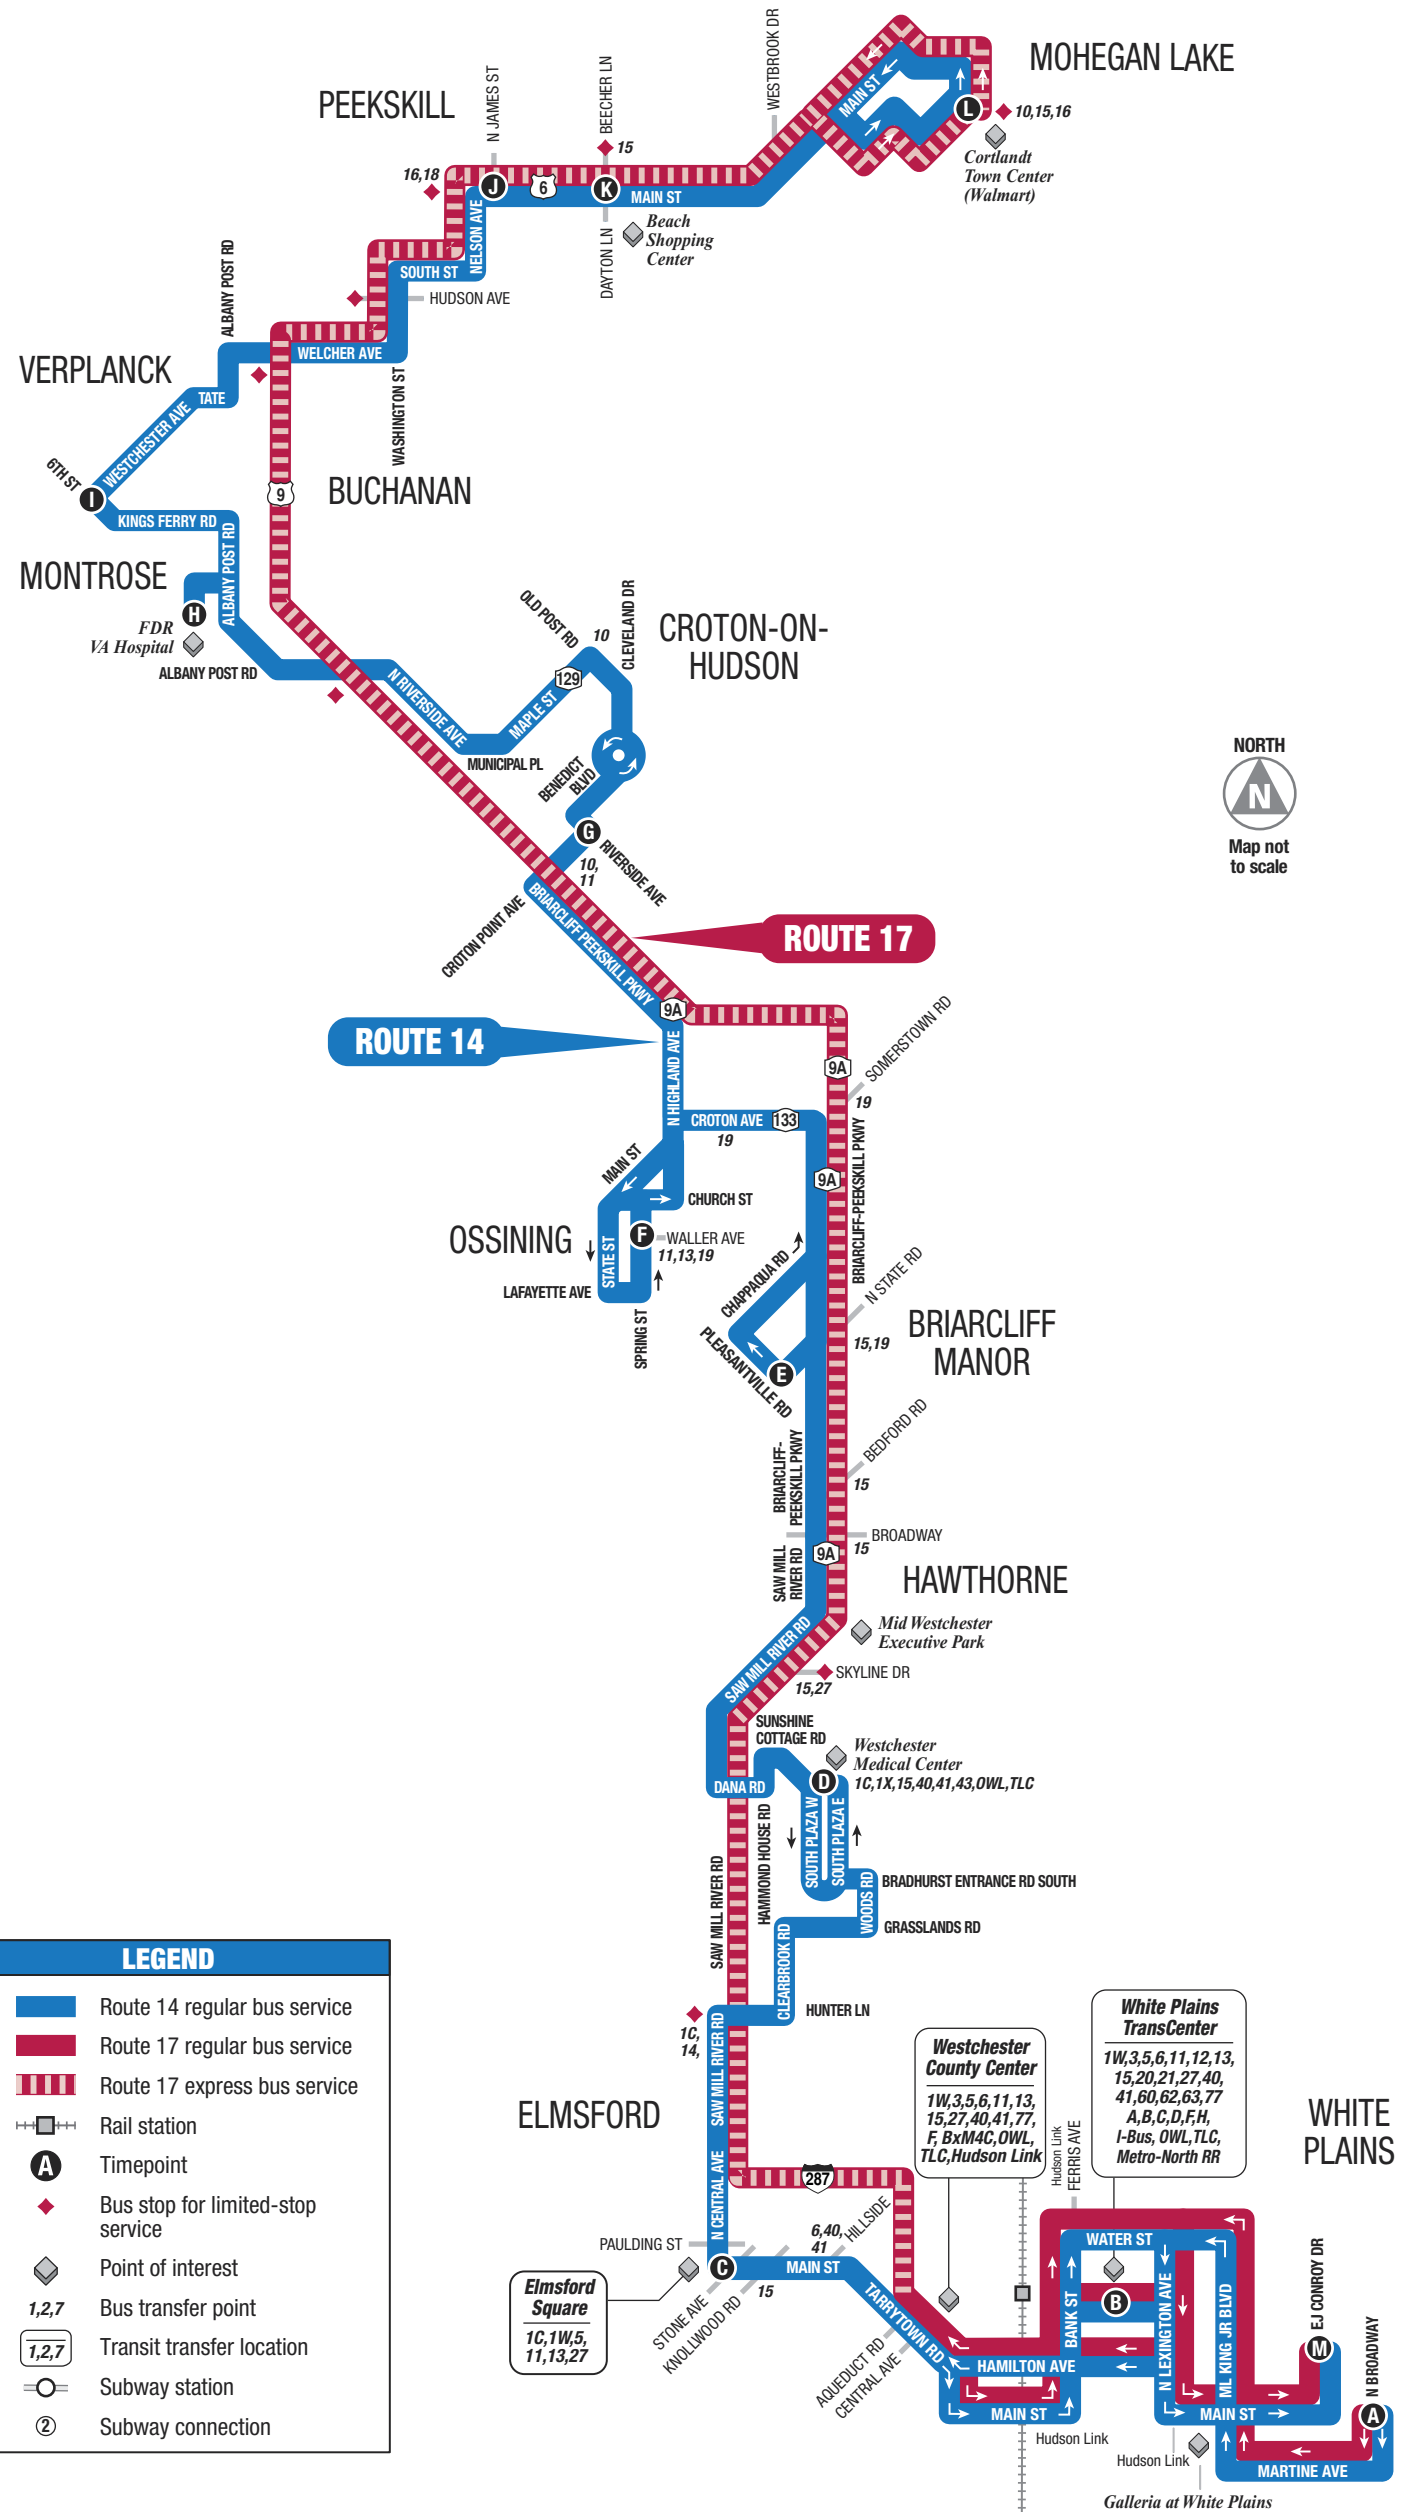 MOHEGAN LAKE
PEEKSKILL
N JAMES ST
BEECHER LN
WESTBROOK DR
MAIN ST
L
10,15,16
Cortlandt
Town Center
(Walmart)
15
16,18
J
6
K
MAIN ST
NELSON AVE
DAYTON LN
Beach
Shopping
Center
SOUTH ST
HUDSON AVE
ALBANY POST RD
WELCHER AVE
VERPLANCK
TATE
WASHINGTON ST
WESTCHESTER AVE
6TH ST
I
9
BUCHANAN
KINGS FERRY RD
ALBANY POST RD
MONTROSE
H
FDR
VA Hospital
ALBANY POST RD
OLD POST RD
10
CLEVELAND DR
CROTON-ON-
HUDSON
129
N RIVERSIDE AVE
MAPLE ST
MUNICIPAL PL
BENEDICT
BLVD
G
RIVERSIDE AVE
10,
11
NORTH
N
Map not
to scale
CROTON POINT AVE
BRIARCLIFF PEEKSKILL PKWY
ROUTE 17
9A
ROUTE 14
N HIGHLAND AVE
9A
SOMERSTOWN RD
19
CROTON AVE
133
19
BRIARCLIFF-PEEKSKILL PKWY
MAIN ST
9A
CHURCH ST
OSSINING
F
WALLER AVE
11,13,19
STATE ST
LAFAYETTE AVE
SPRING ST
CHAPPAQUA RD
N STATE RD
PLEASANTVILLE RD
E
15,19
BRIARCLIFF
MANOR
BEDFORD RD
15
BRIARCLIFF-
PEEKSKILL PKWY
BROADWAY
15
9A
SAW MILL
RIVER RD
HAWTHORNE
Mid Westchester
Executive Park
SAW MILL RIVER RD
SKYLINE DR
15,27
SUNSHINE
COTTAGE RD
Westchester
Medical Center
1C,1X,15,40,41,43,OWL,TLC
D
DANA RD
HAMMOND HOUSE RD
SOUTH PLAZA W
SOUTH PLAZA E
SAW MILL RIVER RD
WOODS RD
BRADHURST ENTRANCE RD SOUTH
GRASSLANDS RD
CLEARBROOK RD
HUNTER LN
1C,
14,
SAW MILL RIVER RD
ELMSFORD
N CENTRAL AVE
287
PAULDING ST
6,40,
41
HILLSIDE
C
MAIN ST
Elmsford
Square
1C,1W,5,
11,13,27
STONE AVE
KNOLLWOOD RD
15
TARRYTOWN RD
AQUEDUCT RD
CENTRAL AVE
Westchester
County Center
1W,3,5,6,11,13,
15,27,40,41,77,
F, BxM4C,OWL,
TLC,Hudson Link
Hudson Link
FERRIS AVE
White Plains
TransCenter
1W,3,5,6,11,12,13,
15,20,21,27,40,
41,60,62,63,77
A,B,C,D,F,H,
I-Bus, OWL,TLC,
Metro-North RR
WHITE
PLAINS
WATER ST
B
BANK ST
N LEXINGTON AVE
ML KING JR BLVD
HAMILTON AVE
MAIN ST
MAIN ST
EJ CONROY DR
M
N BROADWAY
A
Hudson Link
Hudson Link
MARTINE AVE
Galleria at White Plains
LEGEND
Route 14 regular bus service
Route 17 regular bus service
Route 17 express bus service
Rail station
A
Timepoint
Bus stop for limited-stop
service
Point of interest
1,2,7
Bus transfer point
1,2,7
Transit transfer location
Subway station
2
Subway connection